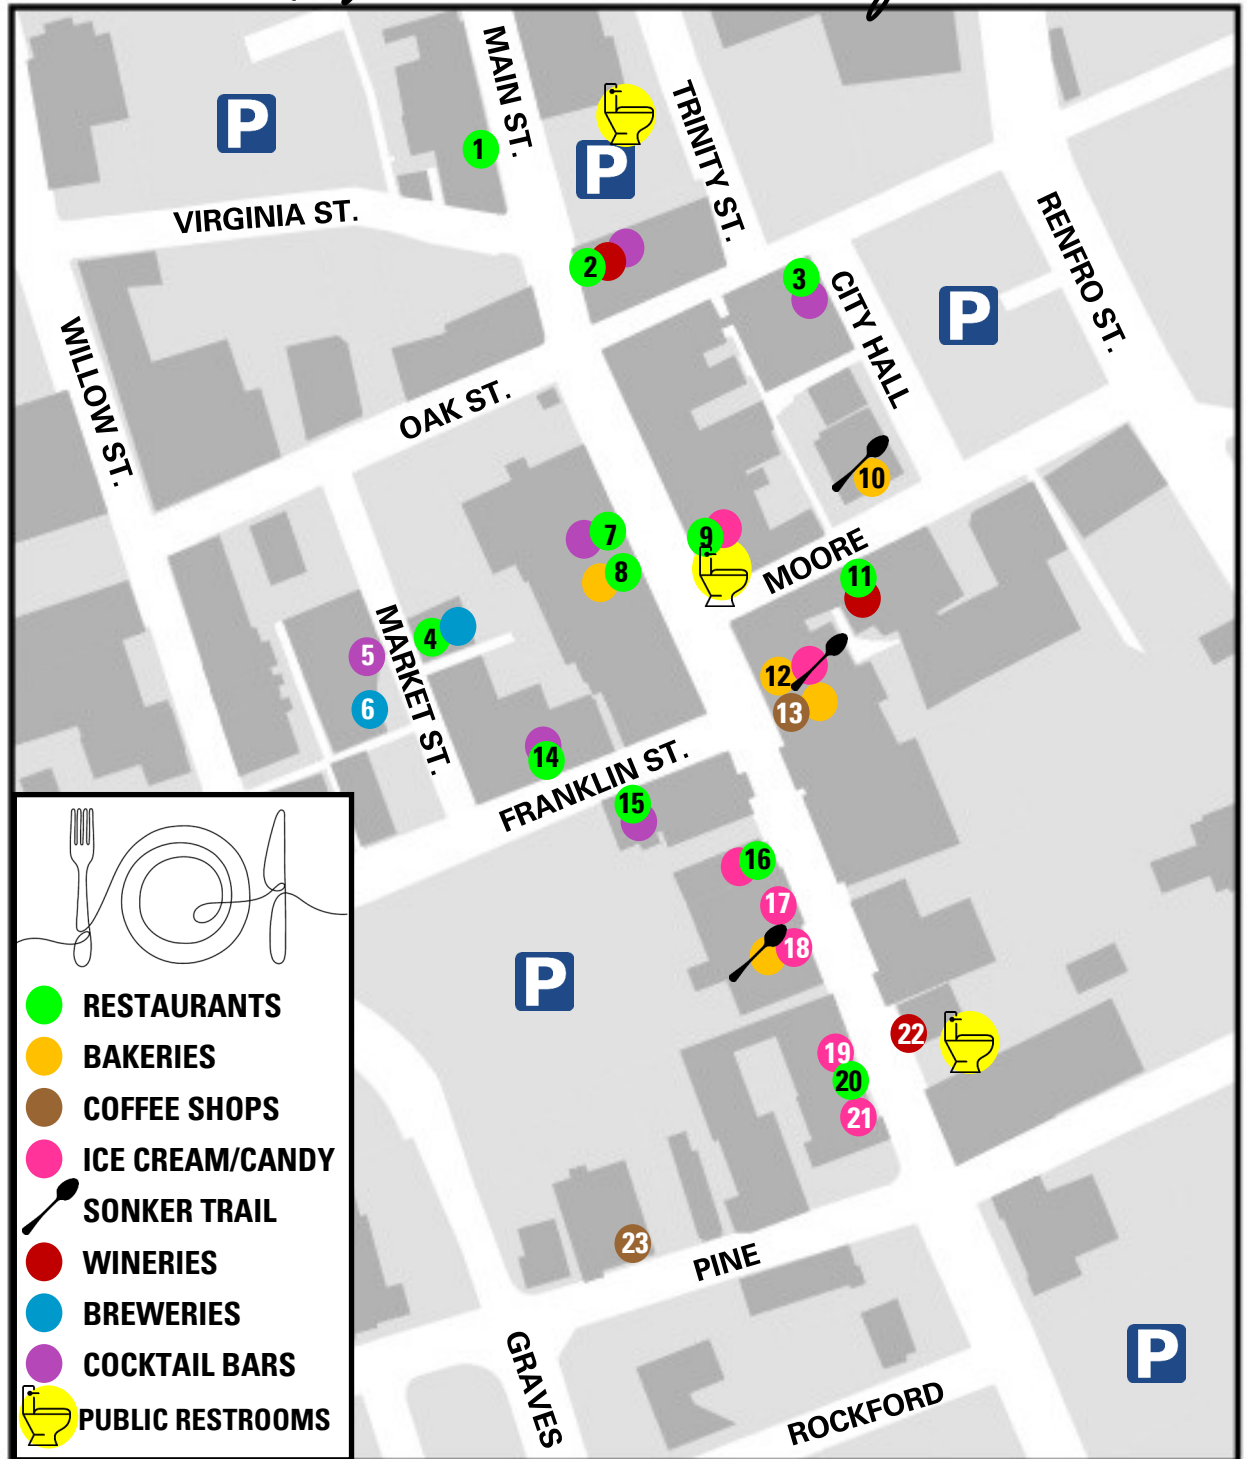 MAIN ST.
TRINITY ST.
P
1
P
VIRGINIA ST.
RENFRO ST.
2
3
CITY HALL
P
WILLOW ST.
OAK ST.
10
7
9
MOORE
8
11
MARKET ST.
4
5
12
6
13
14
FRANKLIN ST.
15
16
17
18
P
22
19
20
21
23
PINE
GRAVES
P
ROCKFORD
RESTAURANTS
BAKERIES
COFFEE SHOPS
ICE CREAM/CANDY
SONKER TRAIL
WINERIES
BREWERIES
COCKTAIL BARS
PUBLIC RESTROOMS